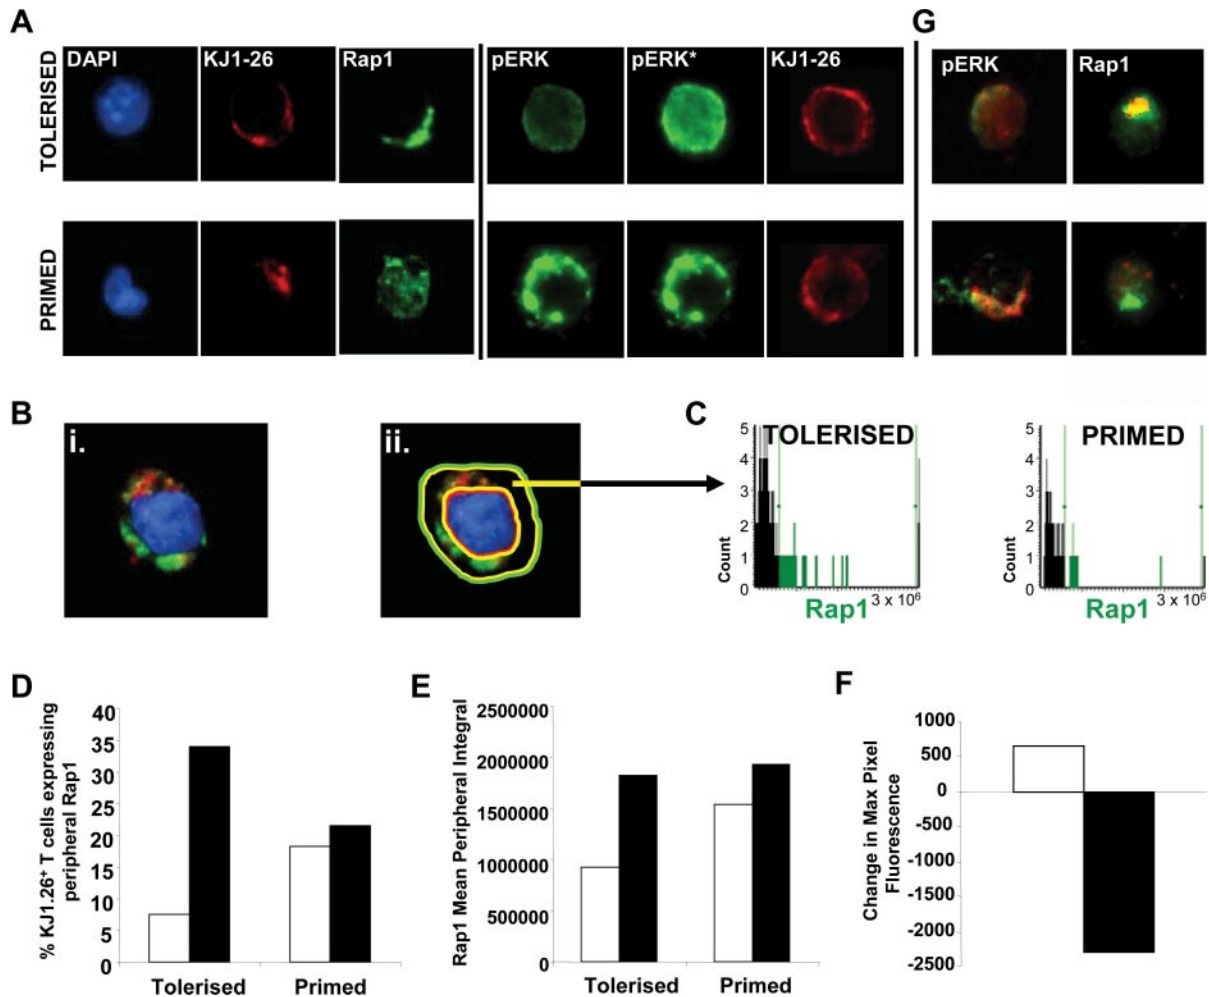 A
G
DAPI
KJ1-26
Rap1
pERK
pERK*
KJ1-26
pERK
Rap1
TOLERISED
PRIMED
B
i.
ii.
C
TOLERISED
PRIMED
5
4
3
2
1
0
Count
3 x 10⁶
Rap1
5
4
3
2
1
0
Count
3 x 10⁶
Rap1
D
% KJ1.26⁺ T cells expressing
peripheral Rap1
40
35
30
25
20
15
10
5
0
Tolerised
Primed
E
Rap1 Mean Peripheral Integral
2500000
2000000
1500000
1000000
500000
0
Tolerised
Primed
F
Change in Max Pixel
Fluorescence
1000
500
0
-500
-1000
-1500
-2000
-2500